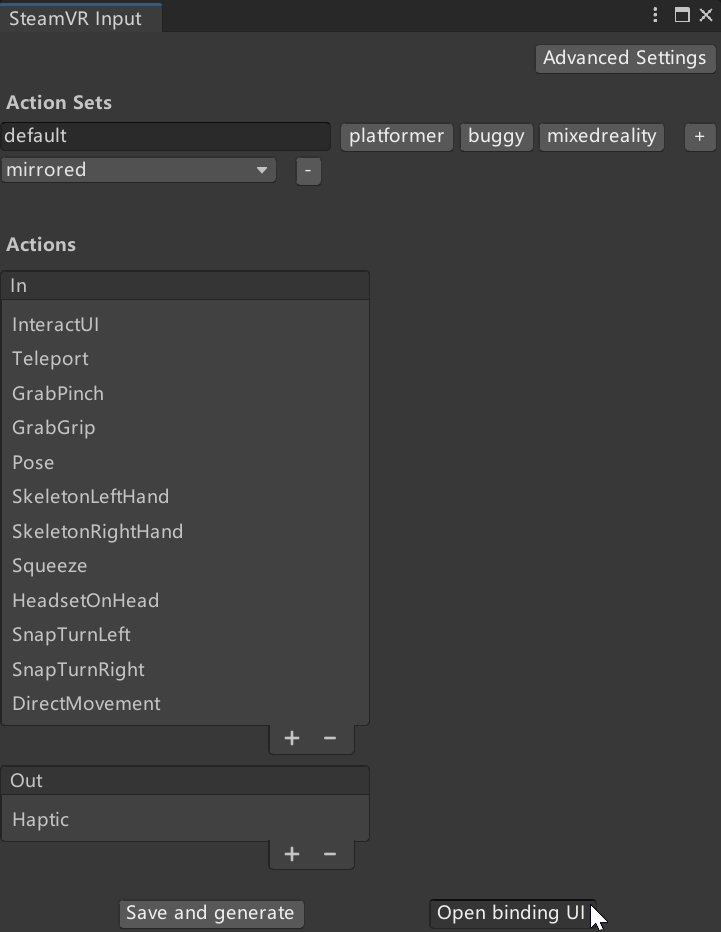 SteamVR Input
Advanced Settings
Action Sets
default platformer buggy mixedreality +
mirrored -
Actions
In
InteractUI
Teleport
GrabPinch
GrabGrip
Pose
SkeletonLeftHand
SkeletonRightHand
Squeeze
HeadsetOnHead
SnapTurnLeft
SnapTurnRight
DirectMovement
+ −
Out
Haptic
+ −
Save and generate Open binding UI